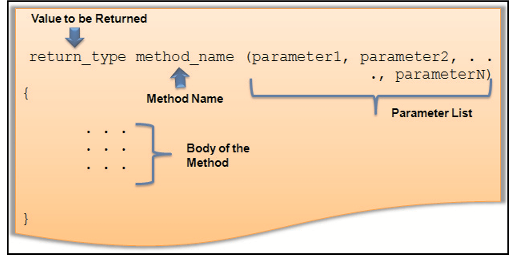 Value to be Returned
return_type method_name (parameter1, parameter2, . .
., parameterN)
{
Method Name
Parameter List
. . .
. . .
. . .
Body of the
Method
}